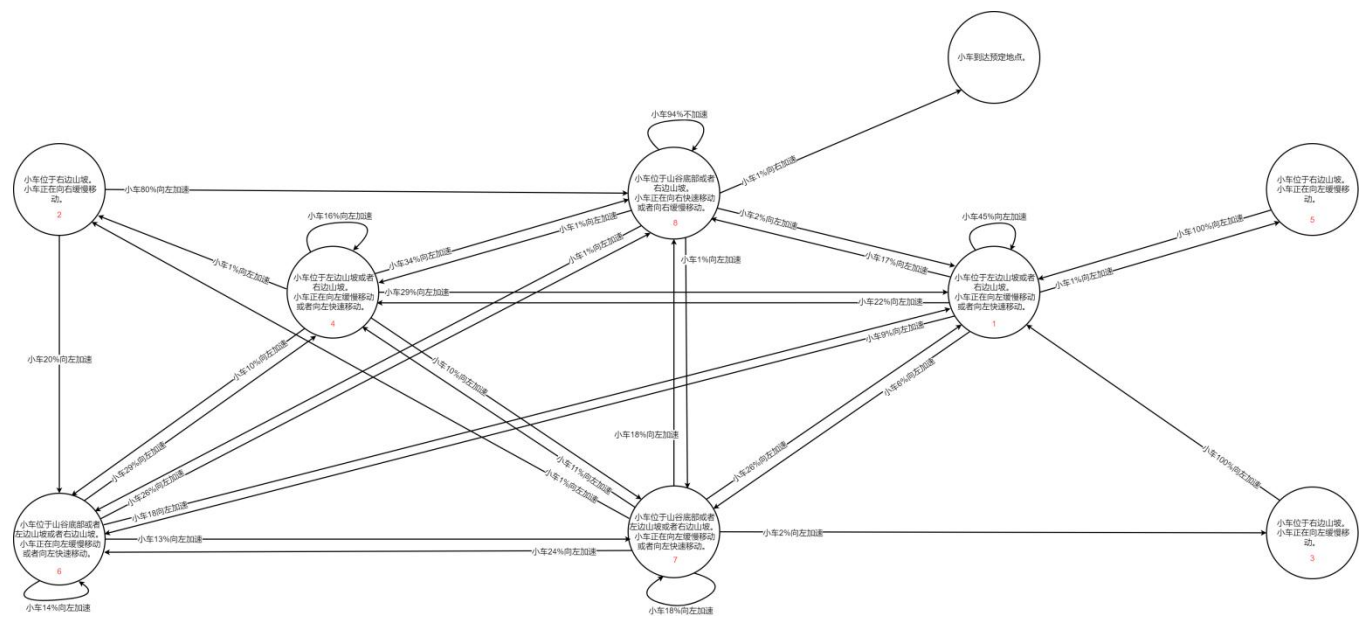 小车到达预定地点。
小车94%不加速
小车1%向右加速
小车位于右边山坡。
小车正在向右缓慢移
动。
2
小车80%向左加速
小车位于山谷底部或者
右边山坡。
小车正在向右快速移动
或者向右缓慢移动。
8
小车位于右边山坡。
小车正在向左缓慢移
动。
5
小车16%向左加速
小车1%向左加速
小车34%向左加速
小车1%向左加速
小车1%向左加速
小车1%向左加速
小车2%向左加速
小车17%向左加速
小车45%向左加速
小车100%向左加速
小车1%向左加速
小车位于左边山坡或者
右边山坡。
小车正在向左缓慢移动
或者向左快速移动。
4
小车29%向左加速
小车22%向左加速
小车位于左边山坡或者
右边山坡。
小车正在向左缓慢移动
或者向左快速移动。
1
小车9%向左加速
小车20%向左加速
小车10%向左加速
小车10%向左加速
小车6%向左加速
小车29%向左加速
小车26%向左加速
小车18向左加速
小车11%向左加速
小车1%向左加速
小车18%向左加速
小车26%向左加速
小车100%向左加速
小车位于山谷底部或者
左边山坡或者右边山坡。
小车正在向左缓慢移动
或者向左快速移动。
6
小车13%向左加速
小车24%向左加速
小车位于山谷底部或者
左边山坡或者右边山坡。
小车正在向左缓慢移动
或者向左快速移动。
7
小车2%向左加速
小车位于右边山坡。
小车正在向左缓慢移
动。
3
小车14%向左加速
小车18%向左加速